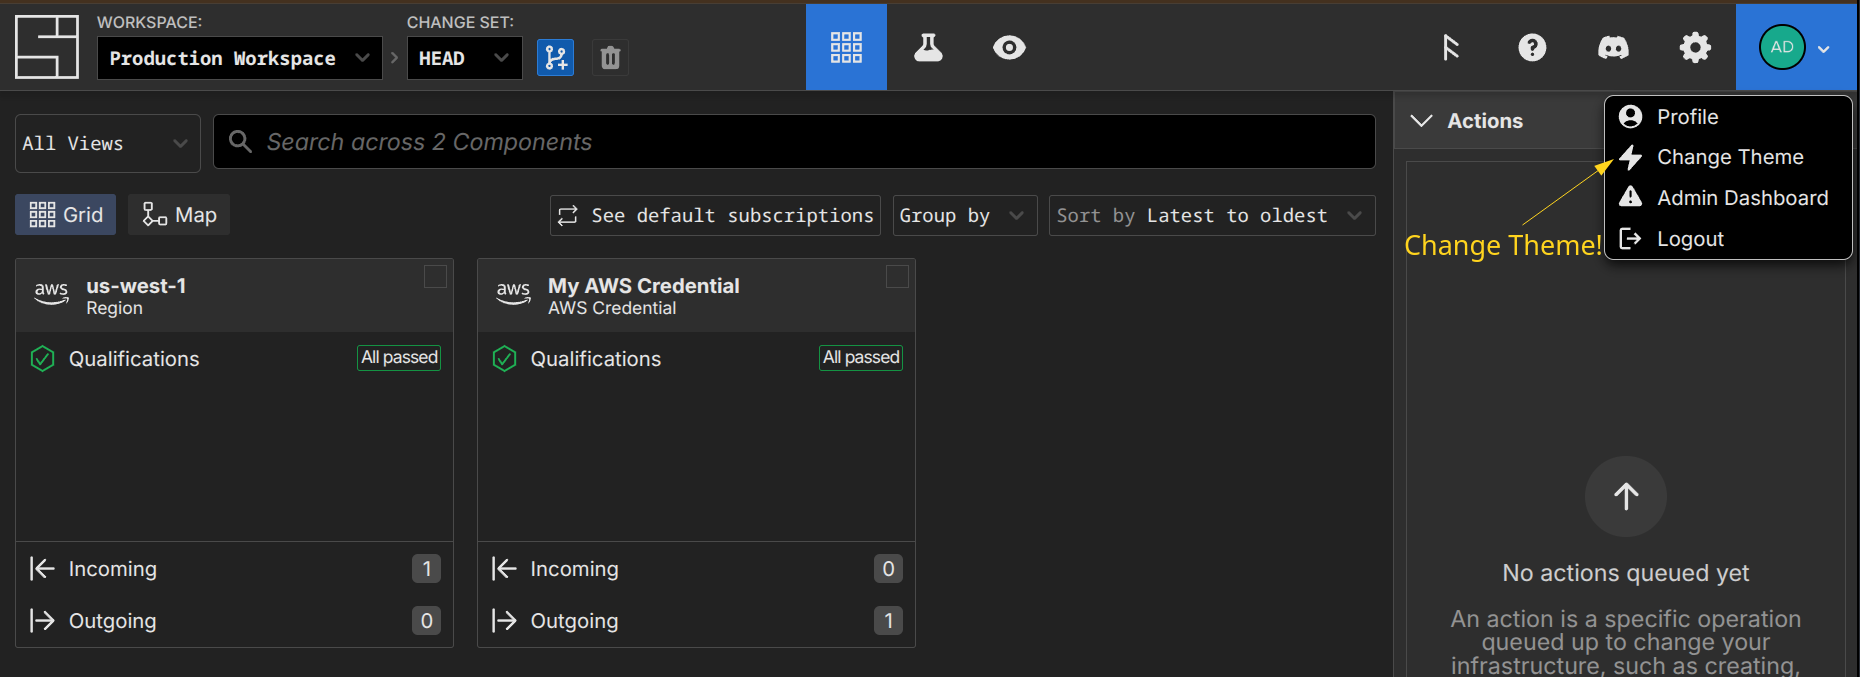 WORKSPACE:
Production Workspace
CHANGE SET:
HEAD
AD
All Views
Search across 2 Components
Actions
Profile
Change Theme
Admin Dashboard
Logout
Change Theme!
Grid
Map
See default subscriptions
Group by
Sort by Latest to oldest
aws
us-west-1
Region
Qualifications
All passed
Incoming
1
Outgoing
0
aws
My AWS Credential
AWS Credential
Qualifications
All passed
Incoming
0
Outgoing
1
No actions queued yet
An action is a specific operation
queued up to change your
infrastructure, such as creating,